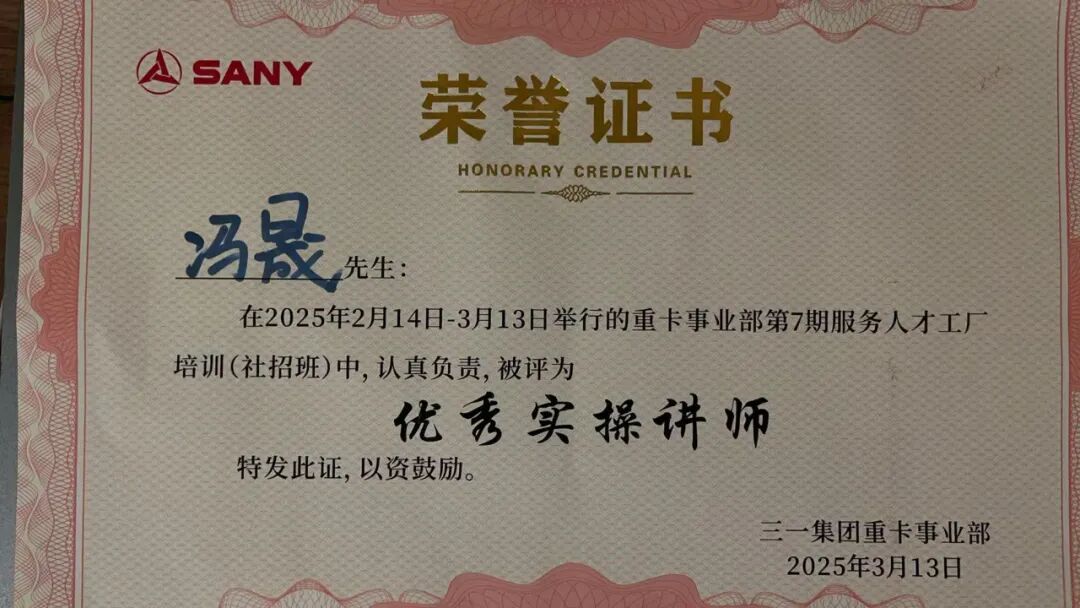 SANY
荣誉证书
HONORARY CREDENTIAL
冯晟先生：
在2025年2月14日-3月13日举行的重卡事业部第7期服务人才工厂
培训(社招班)中，认真负责，被评为
优秀实操讲师
特发此证，以资鼓励。
三一集团重卡事业部
2025年3月13日